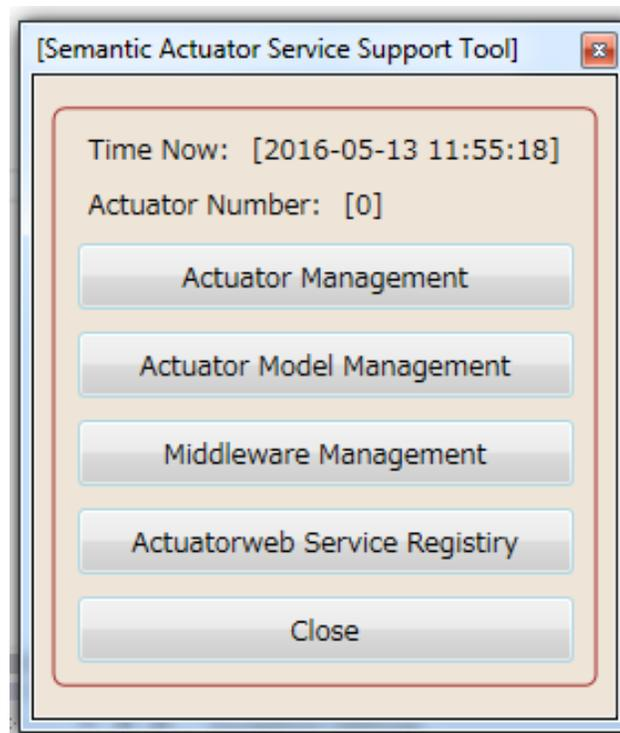 [Semantic Actuator Service Support Tool]
Time Now: [2016-05-13 11:55:18]
Actuator Number: [0]
Actuator Management
Actuator Model Management
Middleware Management
Actuatorweb Service Registiry
Close